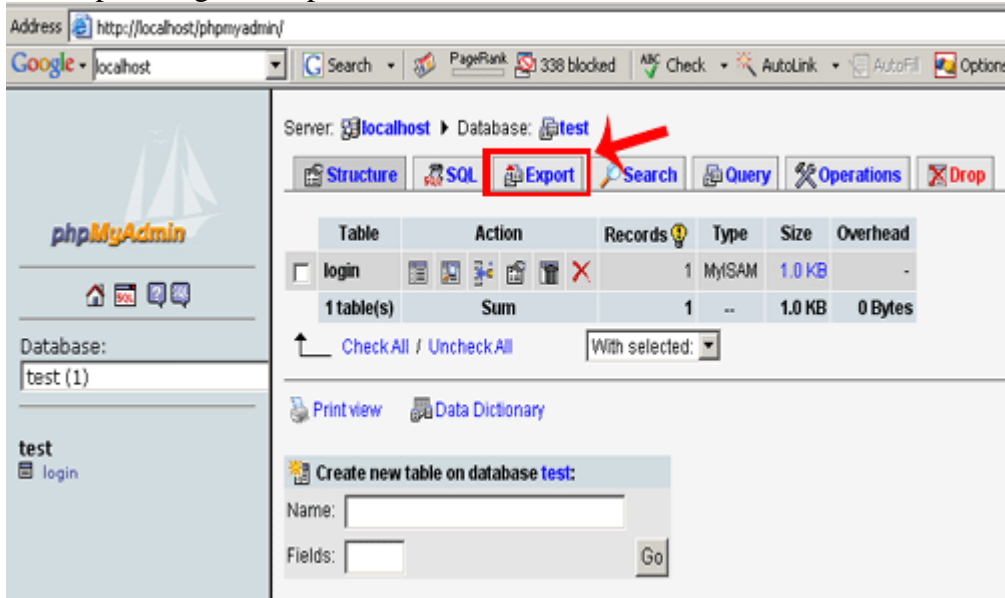 Address http://localhost/phpmyadmin/
Google localhost Search PageRank 338 blocked Check AutoLink AutoFill Options
Server: localhost Database: test
Structure SQL Export Search Query Operations Drop
phpMyAdmin
Table Action Records Type Size Overhead
login 1 MyISAM 1.0 KB -
1 table(s) Sum 1 -- 1.0 KB 0 Bytes
Check All / Uncheck All With selected:
Database:
test (1)
Print view Data Dictionary
test
login
Create new table on database test:
Name:
Fields: Go